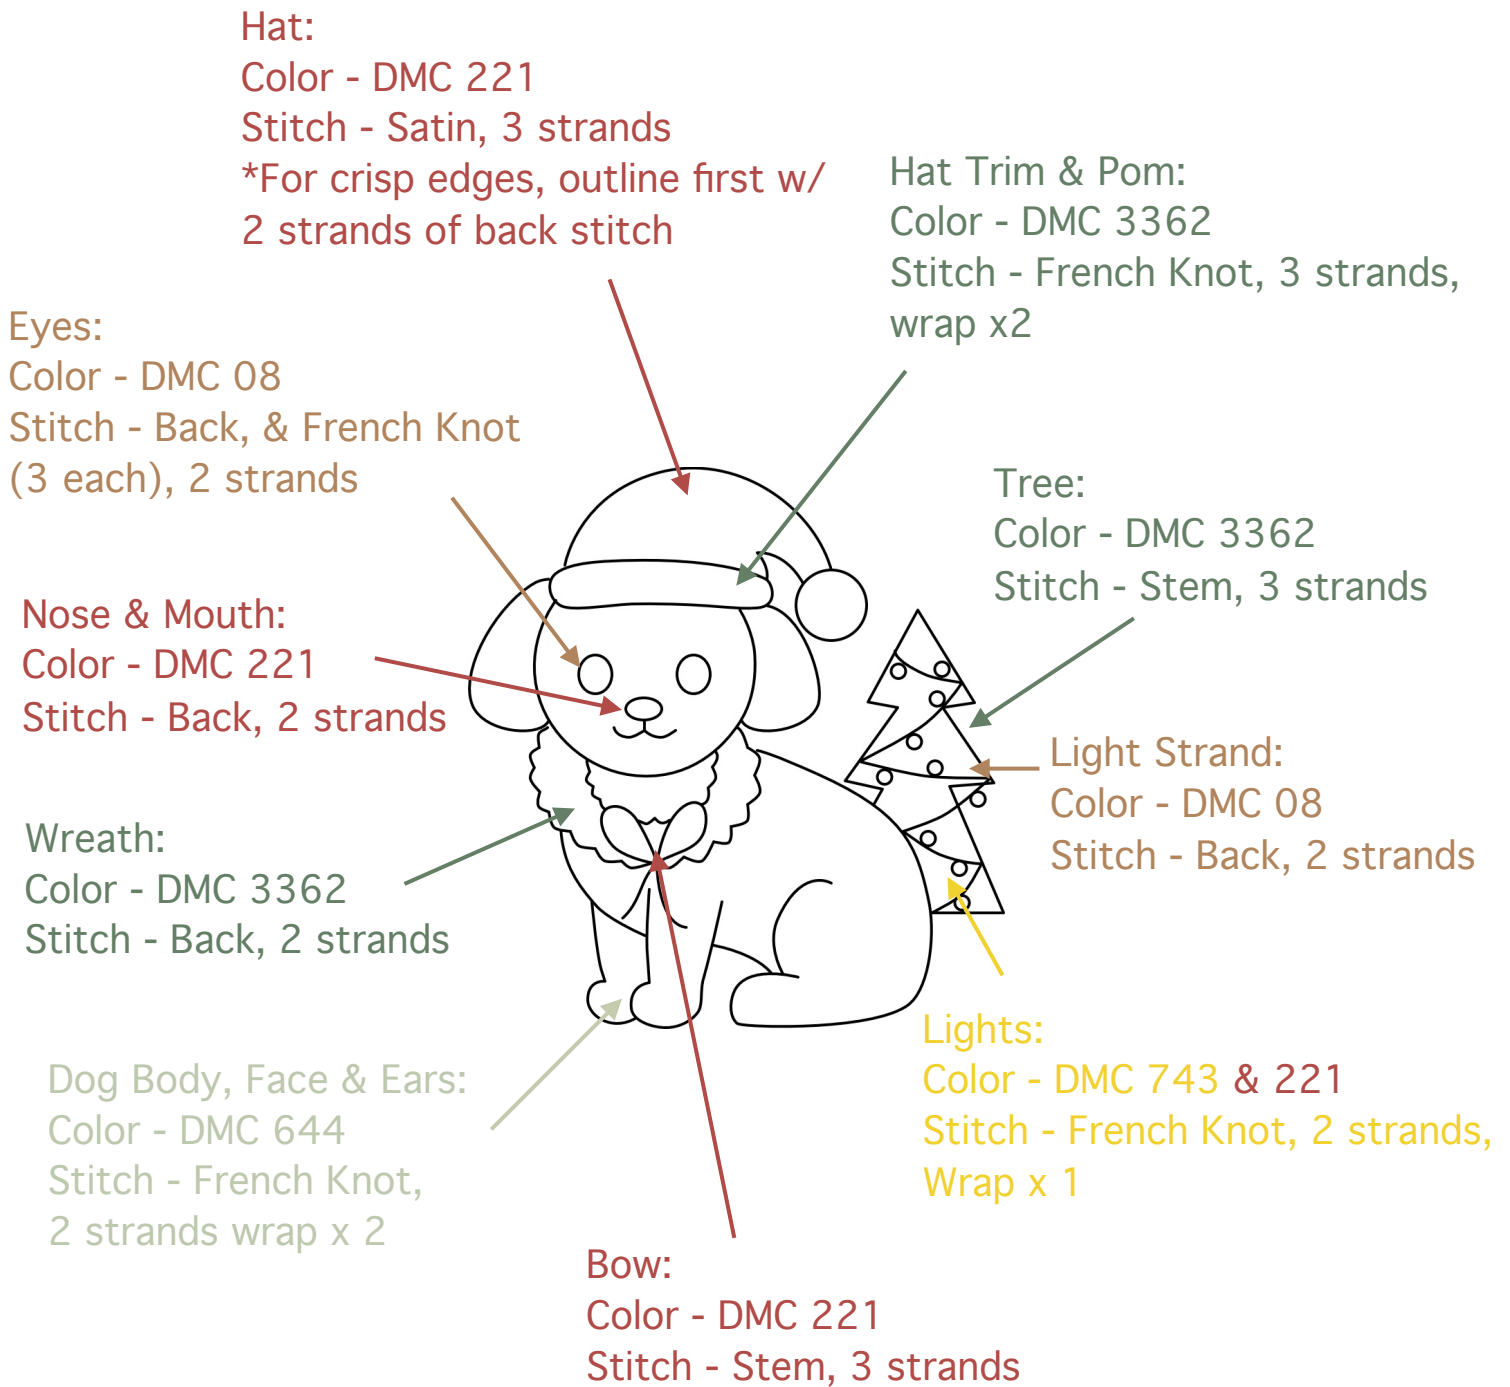 Hat:
Color - DMC 221
Stitch - Satin, 3 strands
*For crisp edges, outline first w/
2 strands of back stitch
Hat Trim & Pom:
Color - DMC 3362
Stitch - French Knot, 3 strands,
wrap x2
Eyes:
Color - DMC 08
Stitch - Back, & French Knot
(3 each), 2 strands
Tree:
Color - DMC 3362
Stitch - Stem, 3 strands
Nose & Mouth:
Color - DMC 221
Stitch - Back, 2 strands
Light Strand:
Color - DMC 08
Stitch - Back, 2 strands
Wreath:
Color - DMC 3362
Stitch - Back, 2 strands
Lights:
Color - DMC 743 & 221
Stitch - French Knot, 2 strands,
Wrap x 1
Dog Body, Face & Ears:
Color - DMC 644
Stitch - French Knot,
2 strands wrap x 2
Bow:
Color - DMC 221
Stitch - Stem, 3 strands